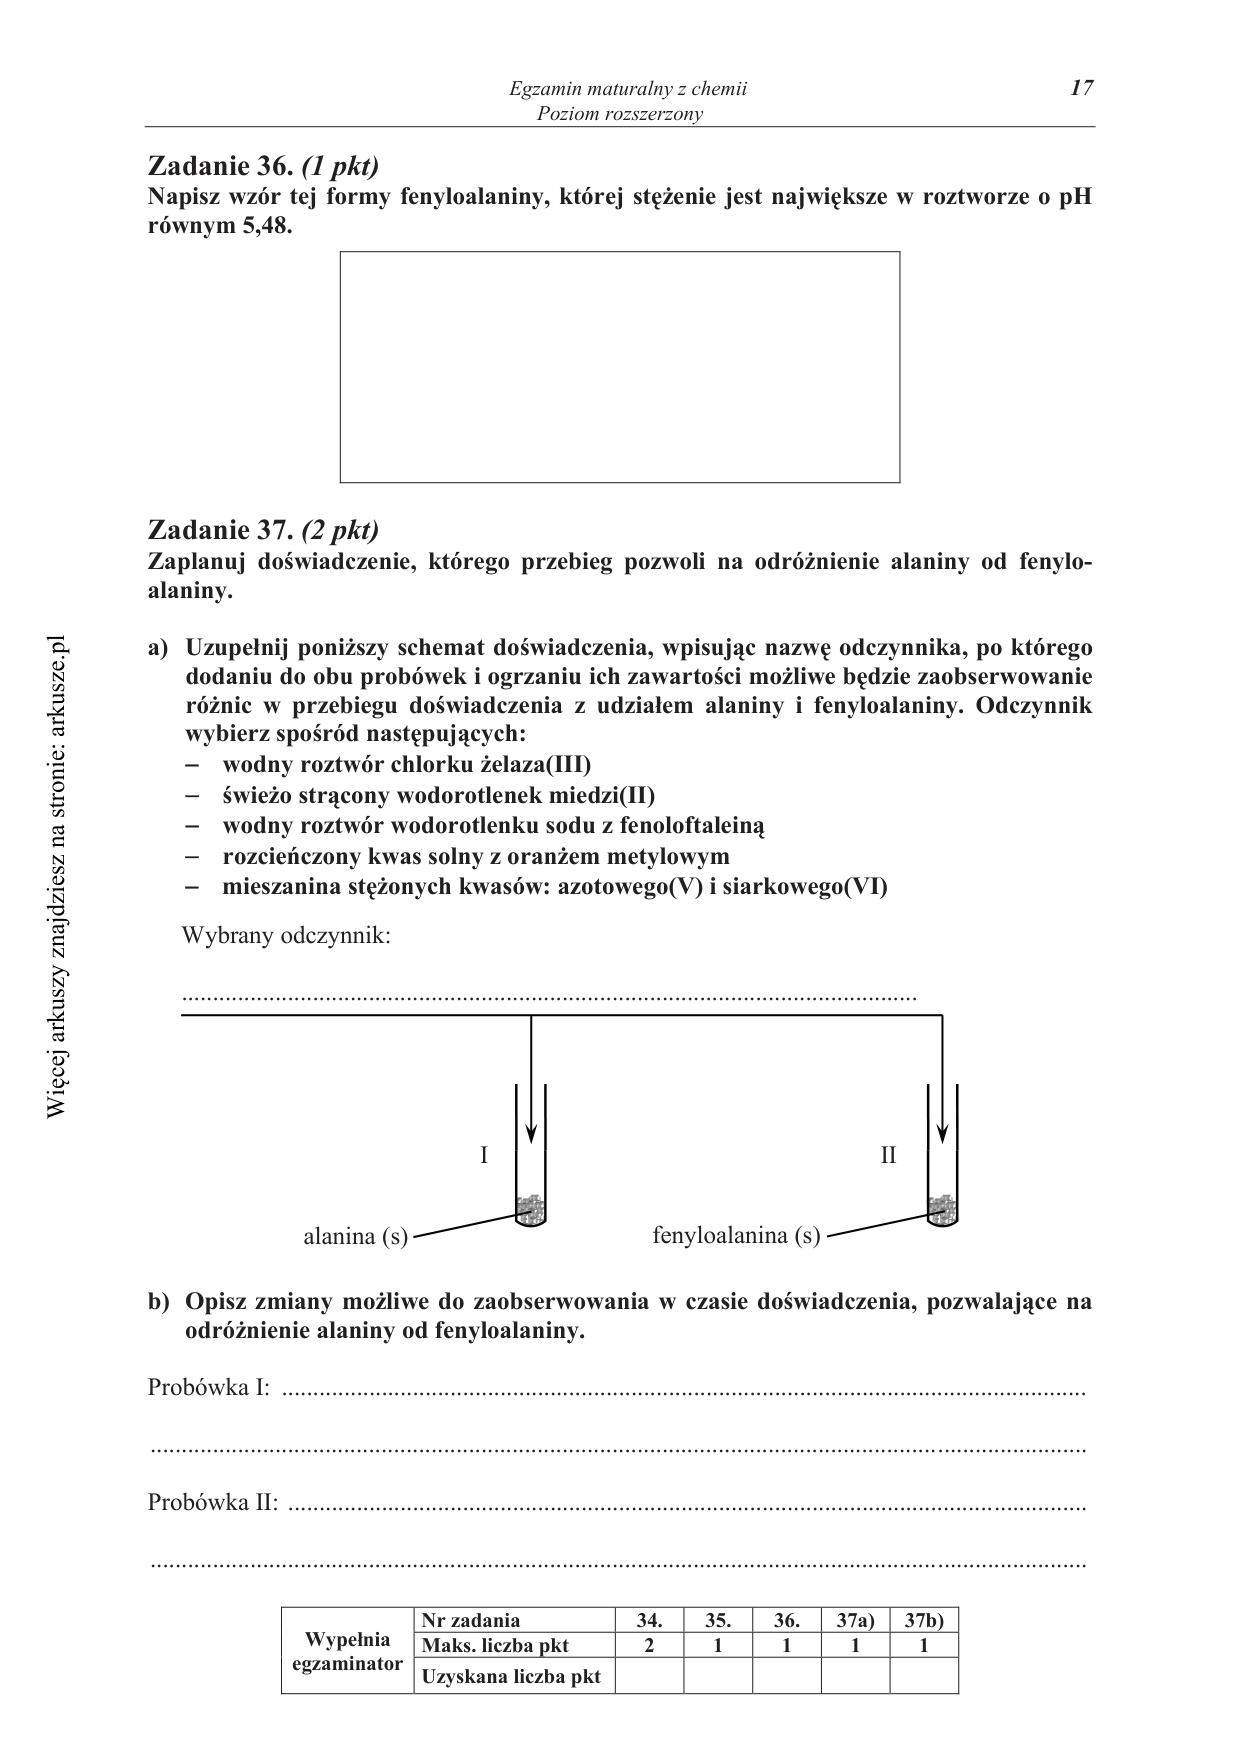 Egzamin maturalny z chemii
17
Poziom rozszerzony
Zadanie 36. (1 pkt)
Napisz wzór tej formy fenyloalaniny, której stężenie jest największe w roztworze o pH
równym 5,48.
Zadanie 37. (2 pkt)
Zaplanuj doświadczenie, którego przebieg pozwoli na odróżnienie alaniny od fenylo-
alaniny.
a) Uzupełnij poniższy schemat doświadczenia, wpisując nazwę odczynnika, po którego
dodaniu do obu probówek i ogrzaniu ich zawartości możliwe będzie zaobserwowanie
różnic w przebiegu doświadczenia z udziałem alaniny i fenyloalaniny. Odczynnik
wybierz spośród następujących:
– wodny roztwór chlorku żelaza(III)
– świeżo strącony wodorotlenek miedzi(II)
– wodny roztwór wodorotlenku sodu z fenoloftaleiną
– rozcieńczony kwas solny z oranżem metylowym
– mieszanina stężonych kwasów: azotowego(V) i siarkowego(VI)
Wybrany odczynnik:
I
II
alanina (s)
fenyloalanina (s)
b) Opisz zmiany możliwe do zaobserwowania w czasie doświadczenia, pozwalające na
odróżnienie alaniny od fenyloalaniny.
Probówka I:
Probówka II:
Wypełnia
egzaminator
Nr zadania 34. 35. 36. 37a) 37b)
Maks. liczba pkt 2 1 1 1 1
Uzyskana liczba pkt
Więcej arkuszy znajdziesz na stronie: arkusze.pl